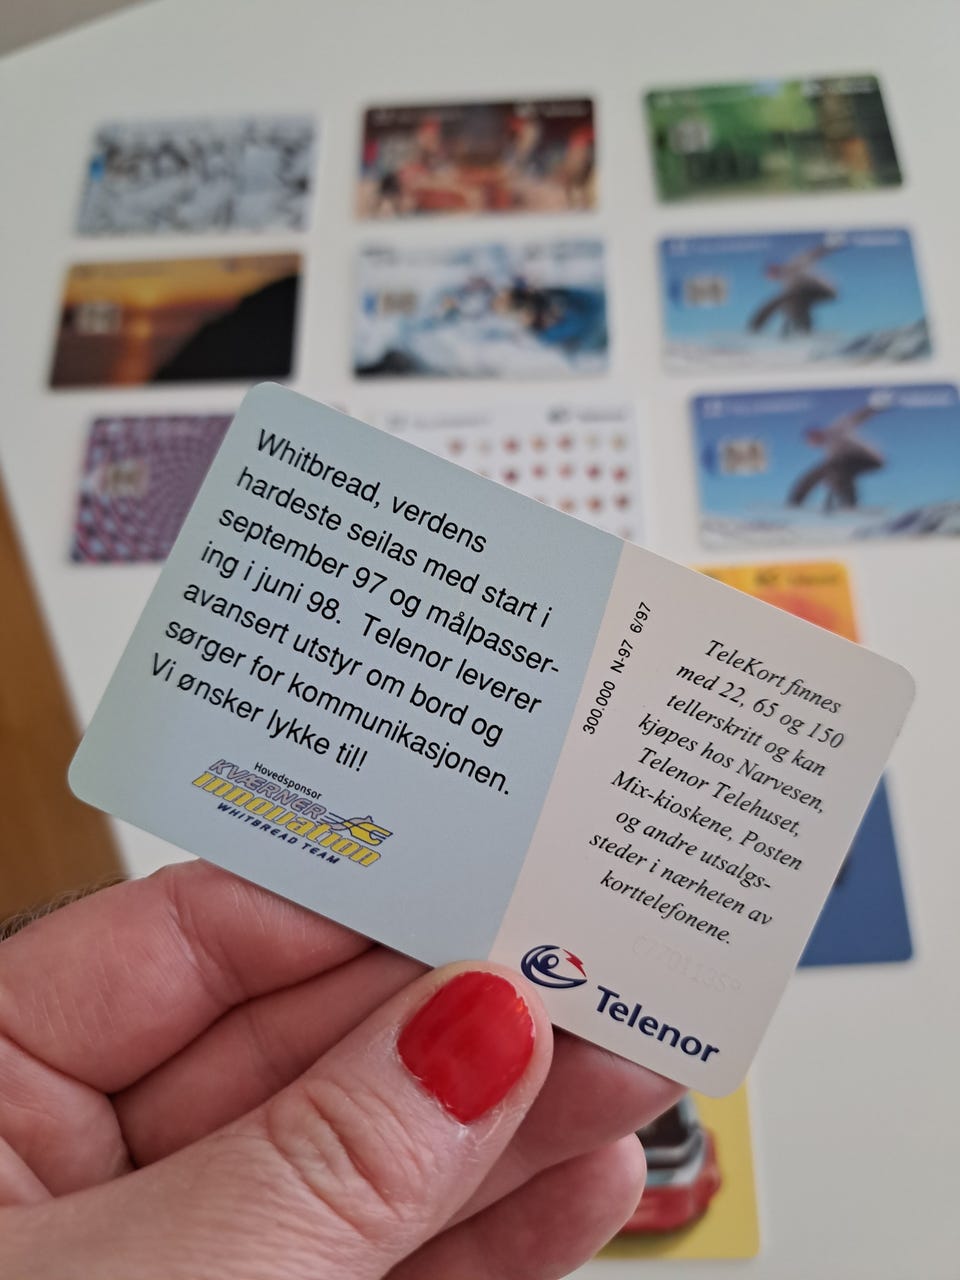 Whitbread, verdens
hardeste seilas med start i
september 97 og målpasser-
ing i juni 98. Telenor leverer
avansert utstyr om bord og
sørger for kommunikasjonen.
Vi ønsker lykke til!
Hovedsponsor
KVÆRNER
innovation
WHITBREAD TEAM
300.000 N-97 6/97
TeleKort finnes
med 22, 65 og 150
tellerskritt og kan
kjøpes hos Narvesen,
Telenor Telehuset,
Mix-kioskene, Posten
og andre utsalgs-
steder i nærheten av
korttelefonene.
Telenor